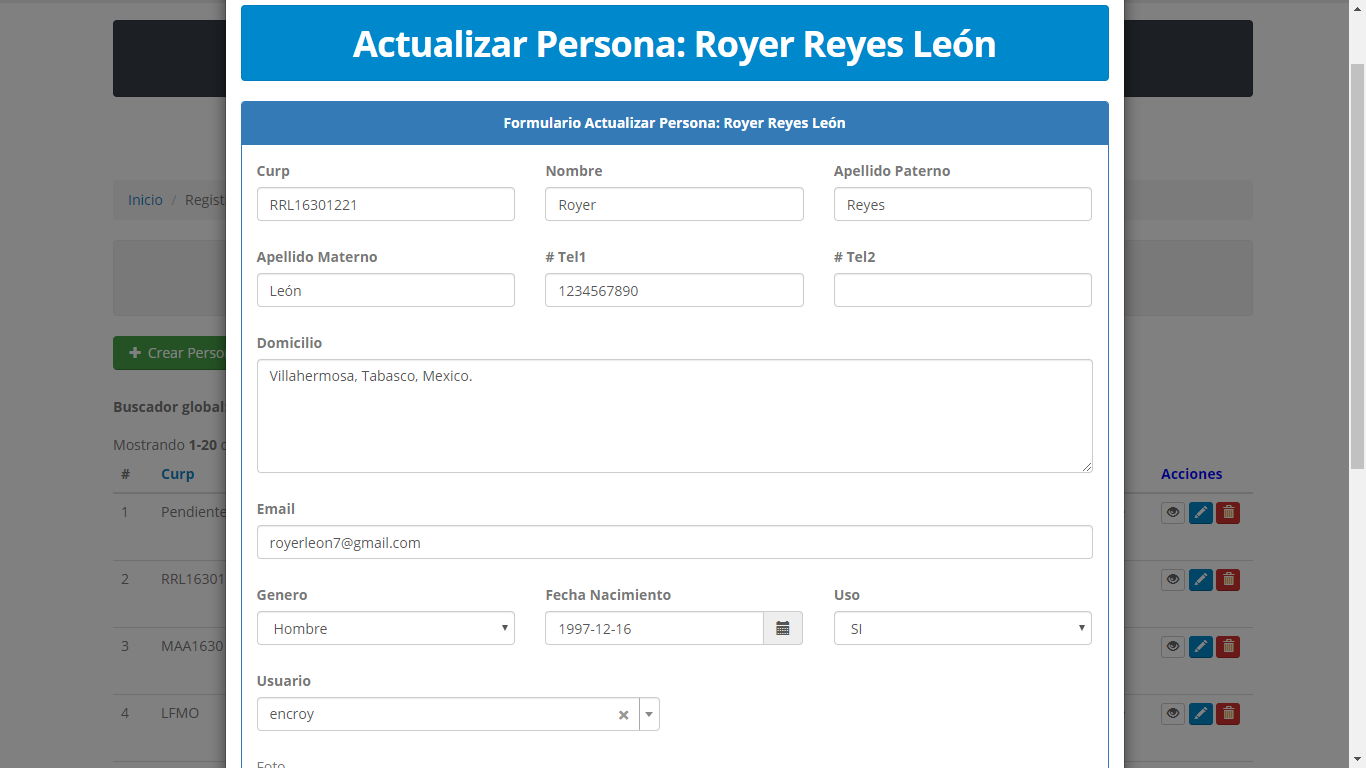 Actualizar Persona: Royer Reyes León
Formulario Actualizar Persona: Royer Reyes León
Curp Nombre Apellido Paterno
RRL16301221 Royer Reyes
Apellido Materno # Tel1 # Tel2
León 1234567890
Domicilio
Villahermosa, Tabasco, Mexico.
Email
royerleon7@gmail.com
Genero Fecha Nacimiento Uso
Hombre 1997-12-16 SI
Usuario
encroy
Foto
Inicio / Regist
Crear Perso
Buscador global:
Mostrando 1-20 
# Curp Acciones
1 Pendiente
2 RRL16301
3 MAA1630
4 LFMO